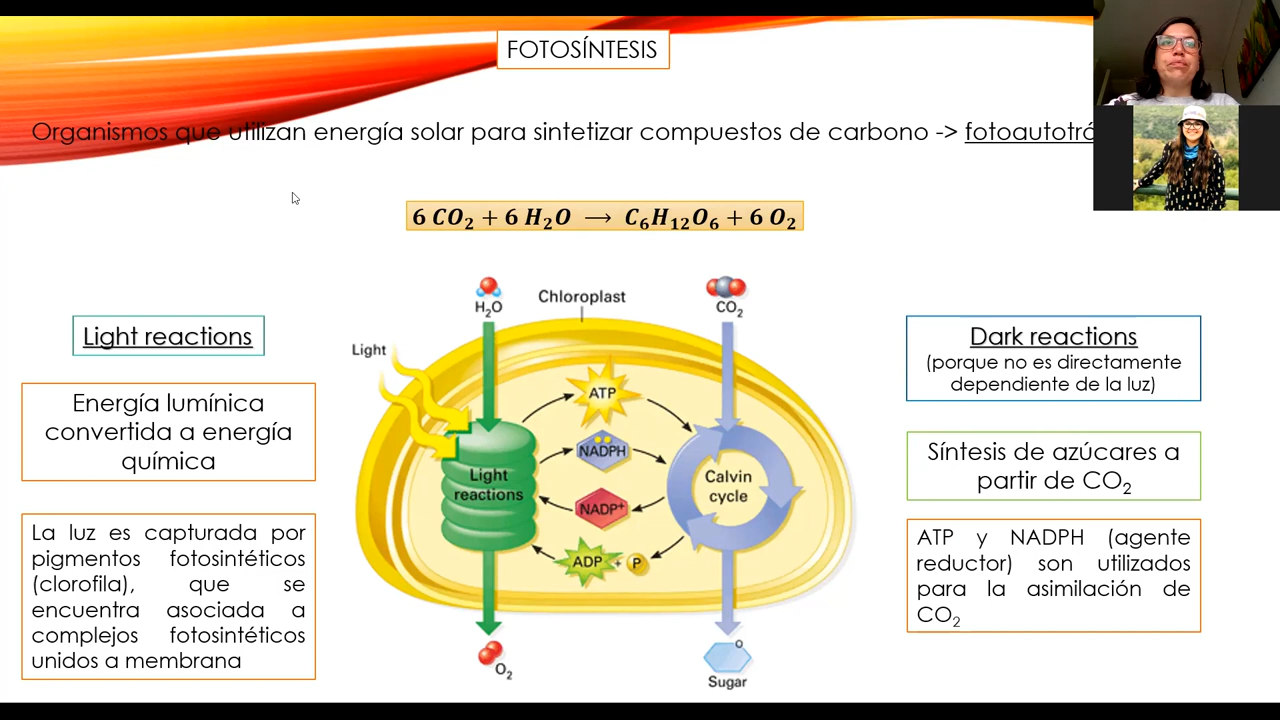 FOTOSÍNTESIS
Organismos que utilizan energía solar para sintetizar compuestos de carbono ->
6 CO₂ + 6 H₂O → C₆H₁₂O₆ + 6 O₂
Light reactions
Energía lumínica
convertida a energía
química
La luz es capturada por
pigmentos fotosintéticos
(clorofila), que se
encuentra asociada a
complejos fotosintéticos
unidos a membrana
H₂O
Chloroplast
CO₂
Light
ATP
NADPH
Light
reactions
Calvin
cycle
NADP⁺
ADP + P
O₂
Sugar
Dark reactions
(porque no es directamente
dependiente de la luz)
Síntesis de azúcares a
partir de CO₂
ATP y NADPH (agente
reductor) son utilizados
para la asimilación de
CO₂